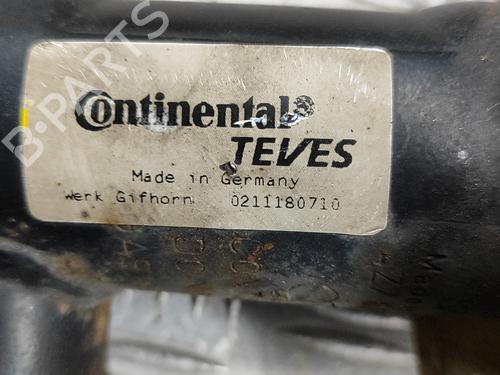 B-PARTS
Continental®
TEVES
Made in Germany
Werk Gifhorn 0211180710